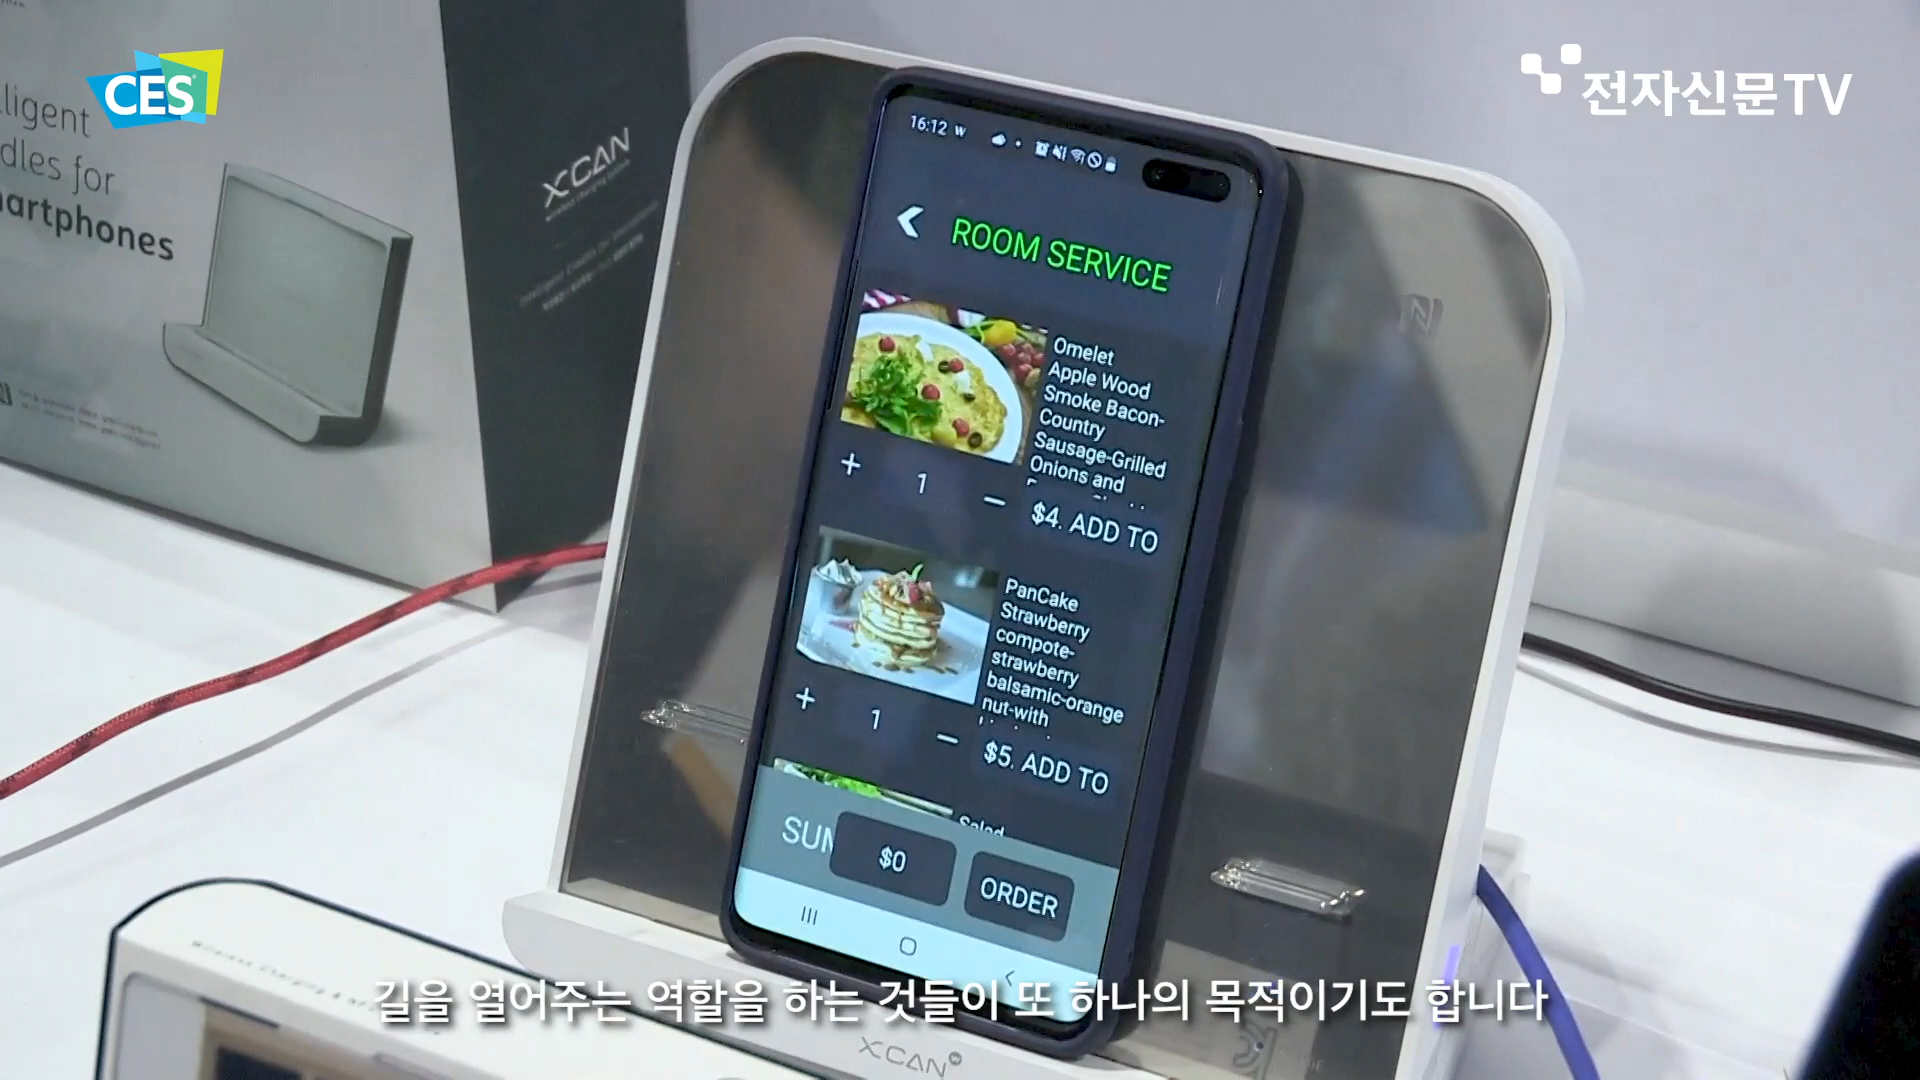 CES
전자신문TV
lligent
dles for
artphones
XCAN
16:12
ROOM SERVICE
Omelet
Apple Wood
Smoke Bacon-
Country
Sausage-Grilled
Onions and
+ 1 —
$4. ADD TO
PanCake
Strawberry
compote-
strawberry
balsamic-orange
nut-with
+ 1 —
$5. ADD TO
Salad
SUM
$0
ORDER
길을 열어주는 역할을 하는 것들이 또 하나의 목적이기도 합니다
XCAN